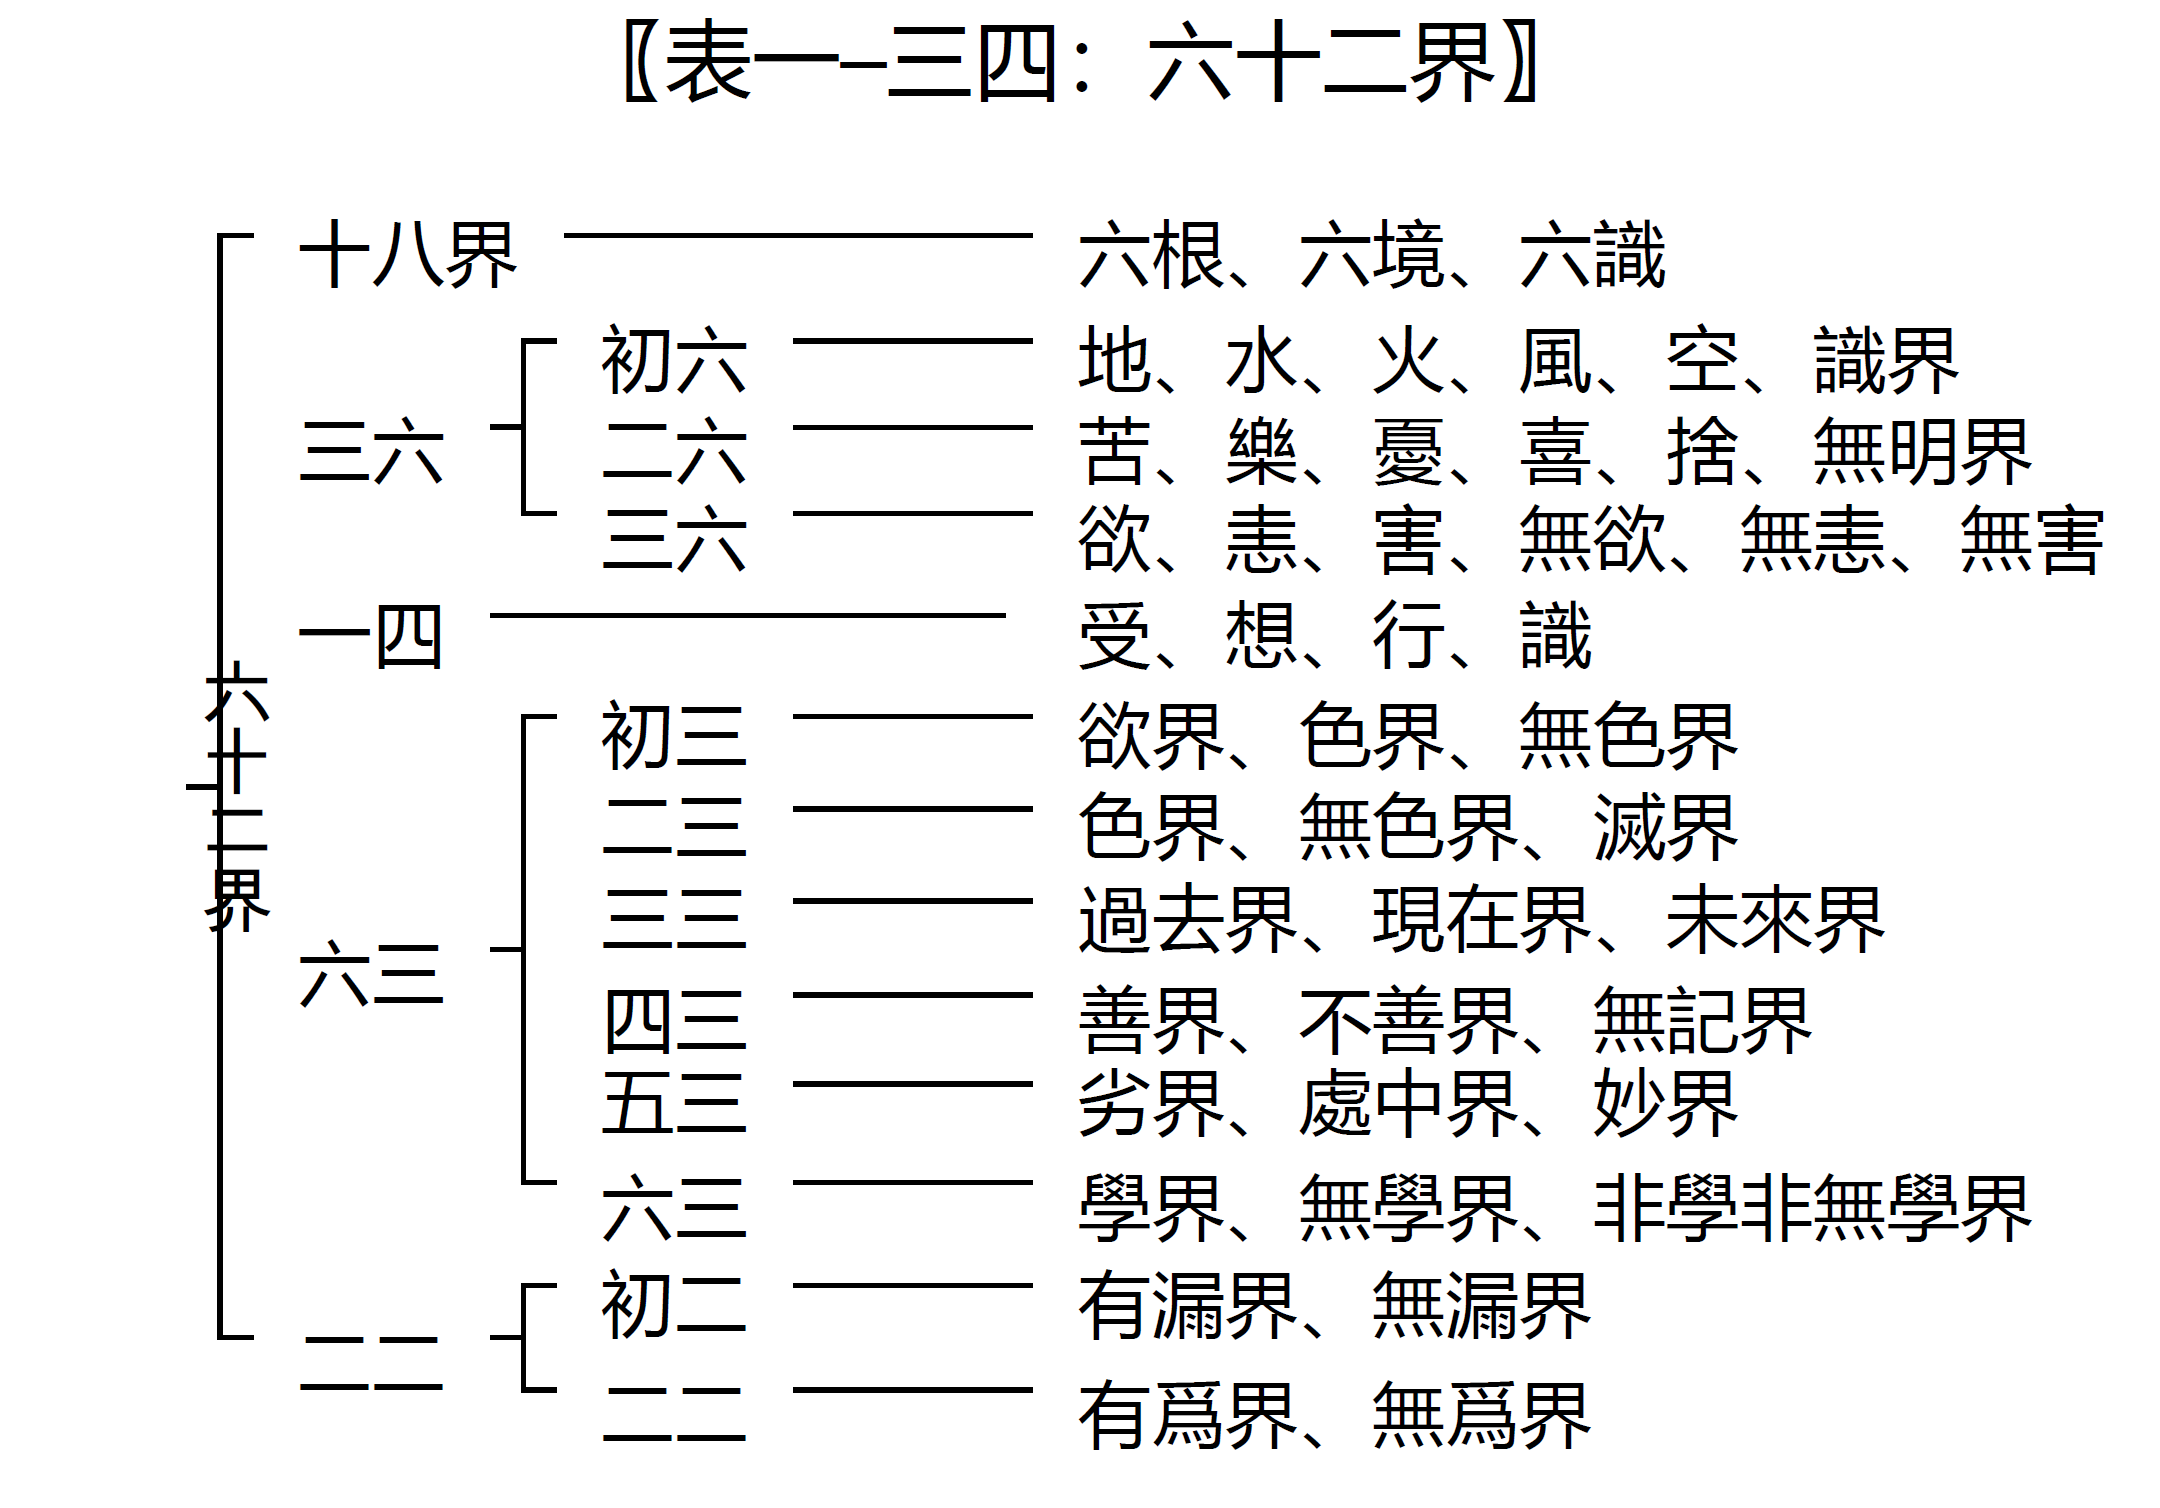 〖表一–三四：六十二界〗
六十二界
十八界 六根、六境、六識
三六
初六 地、水、火、風、空、識界
二六 苦、樂、憂、喜、捨、無明界
三六 欲、恚、害、無欲、無恚、無害
一四 受、想、行、識
六三
初三 欲界、色界、無色界
二三 色界、無色界、滅界
三三 過去界、現在界、未來界
四三 善界、不善界、無記界
五三 劣界、處中界、妙界
六三 學界、無學界、非學非無學界
二二
初二 有漏界、無漏界
二二 有爲界、無爲界